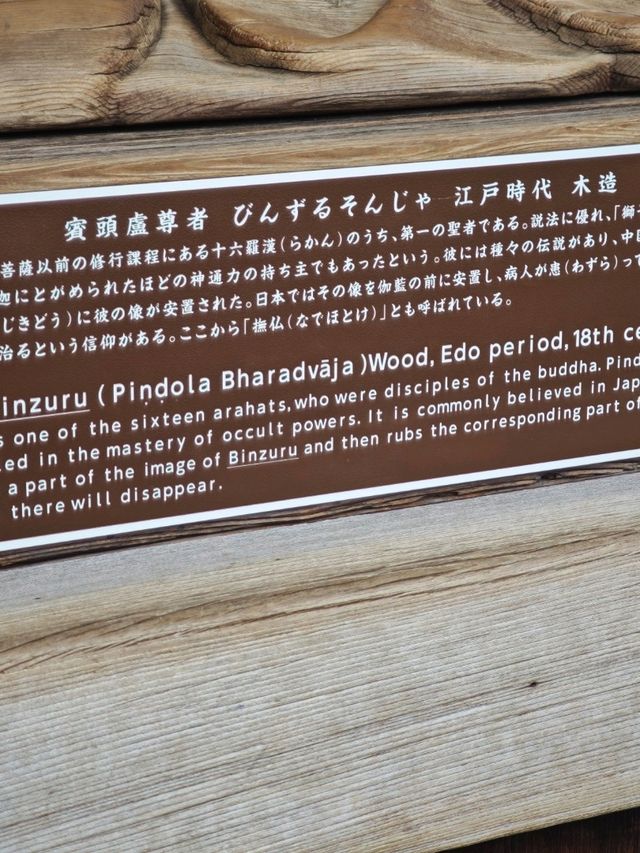 賓頭盧尊者 びんずるそんじゃ 江戸時代 木造
菩薩以前の修行課程にある十六羅漢(らかん)のうち、第一の聖者である。説法に優れ、「獅
にとがめられたほどの神通力の持ち主でもあったという。彼には種々の伝説があり、中
じきどう)に彼の像が安置された。日本ではその像を伽藍の前に安置し、病人が患(わずら)って
治るという信仰がある。ここから「撫仏(なでほとけ)」とも呼ばれている。
inzuru (Piṇḍola Bharadvāja)Wood, Edo period, 18th ce
s one of the sixteen arahats, who were disciples of the buddha. Pind
led in the mastery of occult powers. It is commonly believed in Jap
a part of the image of Binzuru and then rubs the corresponding part of
there will disappear.